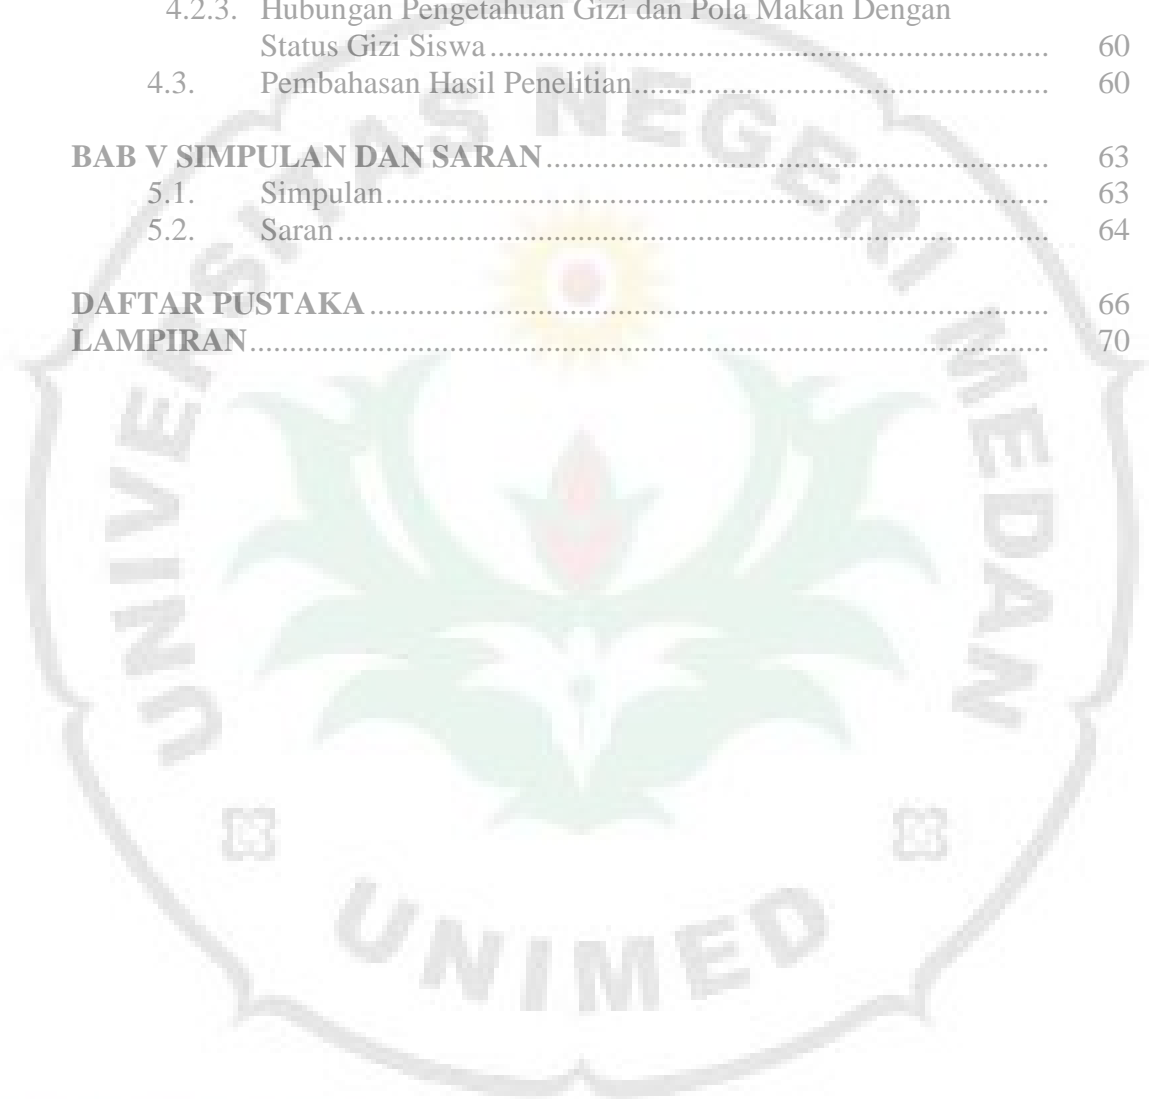 4.2.3. Hubungan Pengetahuan Gizi dan Pola Makan Dengan
Status Gizi Siswa........................................................................ 60
4.3. Pembahasan Hasil Penelitian..................................................... 60
BAB V SIMPULAN DAN SARAN................................................................ 63
5.1. Simpulan.................................................................................... 63
5.2. Saran.......................................................................................... 64
DAFTAR PUSTAKA...................................................................................... 66
LAMPIRAN..................................................................................................... 70
UNIVERSITAS NEGERI MEDAN
UNIMED